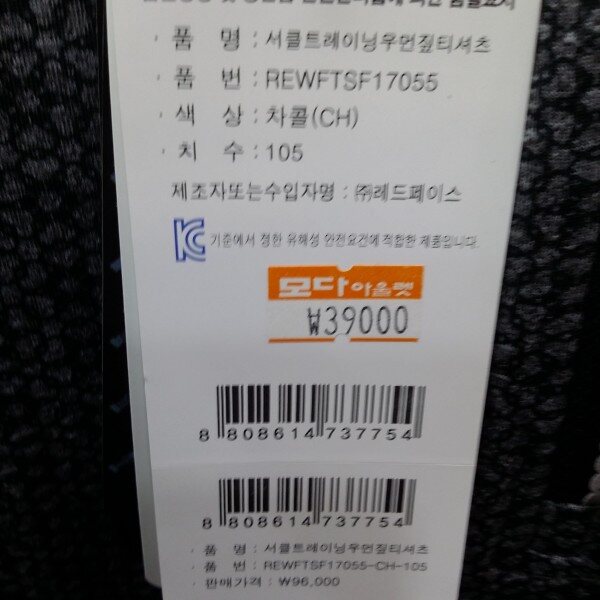 · 품 명 : 서클트레이닝우먼짚티셔츠
· 품 번 : REWFTSF17055
· 색 상 : 차콜(CH)
· 치 수 : 105
제조자또는수입자명 : ㈜레드페이스
KC 기준에서 정한 유해성 안전요건에 적합한 제품입니다.
모다아울렛
₩39000
8 808614 737754
8 808614 737754
· 품 명 : 서클트레이닝우먼짚티셔츠
· 품 번 : REWFTSF17055-CH-105
· 판매가격 : ₩96,000